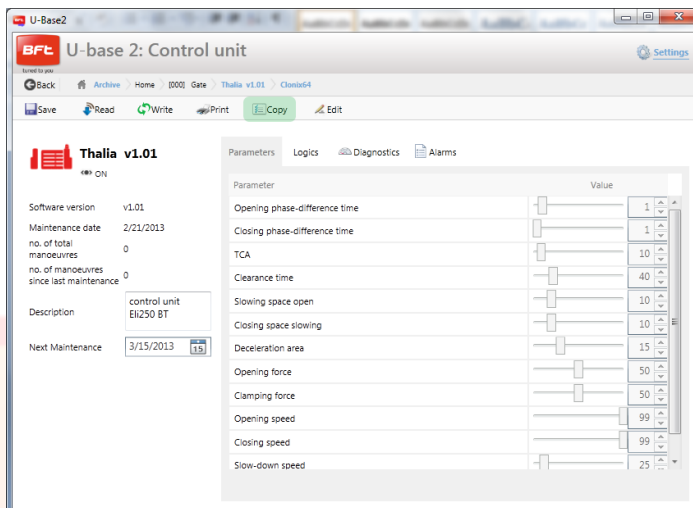 U-Base2
BFT
U-base 2: Control unit
Settings
tuned to you
Back Archive Home [000] Gate Thalia v1.01 Clonix64
Save Read Write Print Copy Edit
Thalia v1.01
ON
Parameters Logics Diagnostics Alarms
Parameter Value
Software version v1.01
Maintenance date 2/21/2013
no. of total manoeuvres 0
no. of manoeuvres since last maintenance 0
Description control unit Eli250 BT
Next Maintenance 3/15/2013 15
Opening phase-difference time 1
Closing phase-difference time 1
TCA 10
Clearance time 40
Slowing space open 10
Closing space slowing 10
Deceleration area 15
Opening force 50
Clamping force 50
Opening speed 99
Closing speed 99
Slow-down speed 25